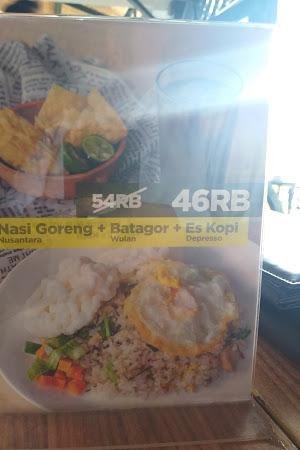 54RB 46RB
Nasi Goreng + Batagor + Es Kopi
Nusantara Wulan Depresso